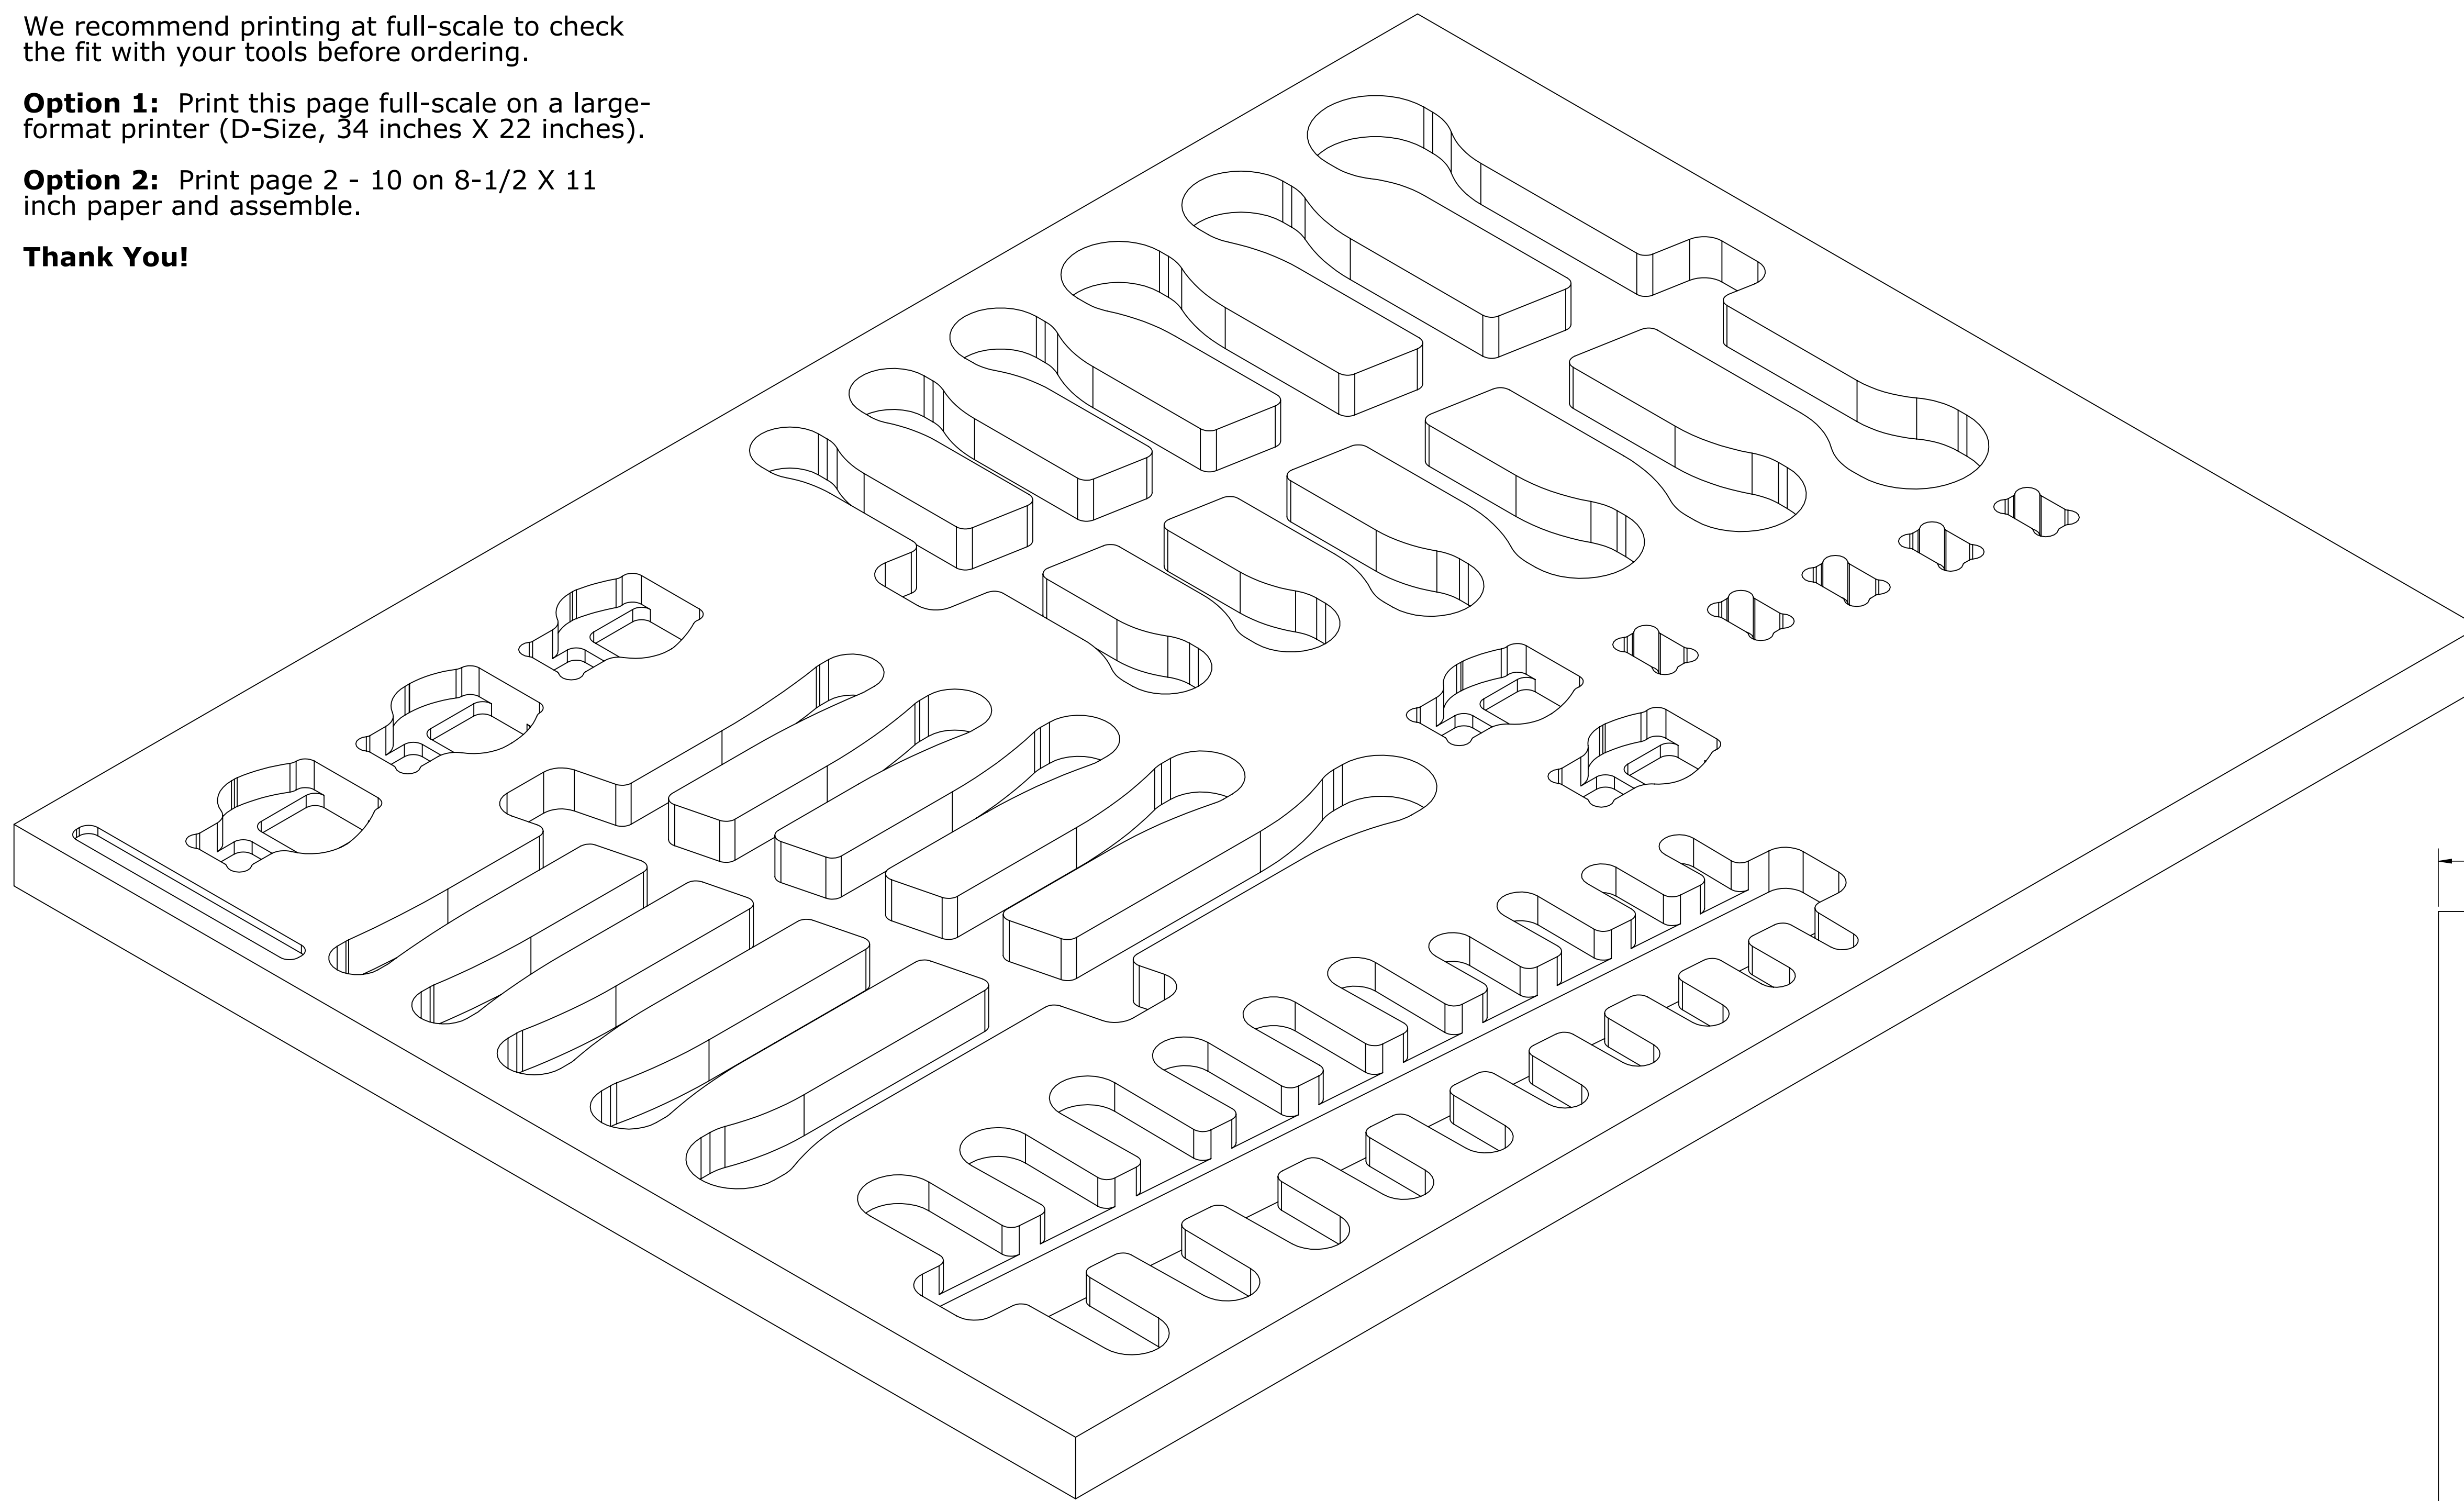 We recommend printing at full-scale to check
the fit with your tools before ordering.
Option 1:  Print this page full-scale on a large-
format printer (D-Size, 34 inches X 22 inches).
Option 2:  Print page 2 - 10 on 8-1/2 X 11
inch paper and assemble.
Thank You!